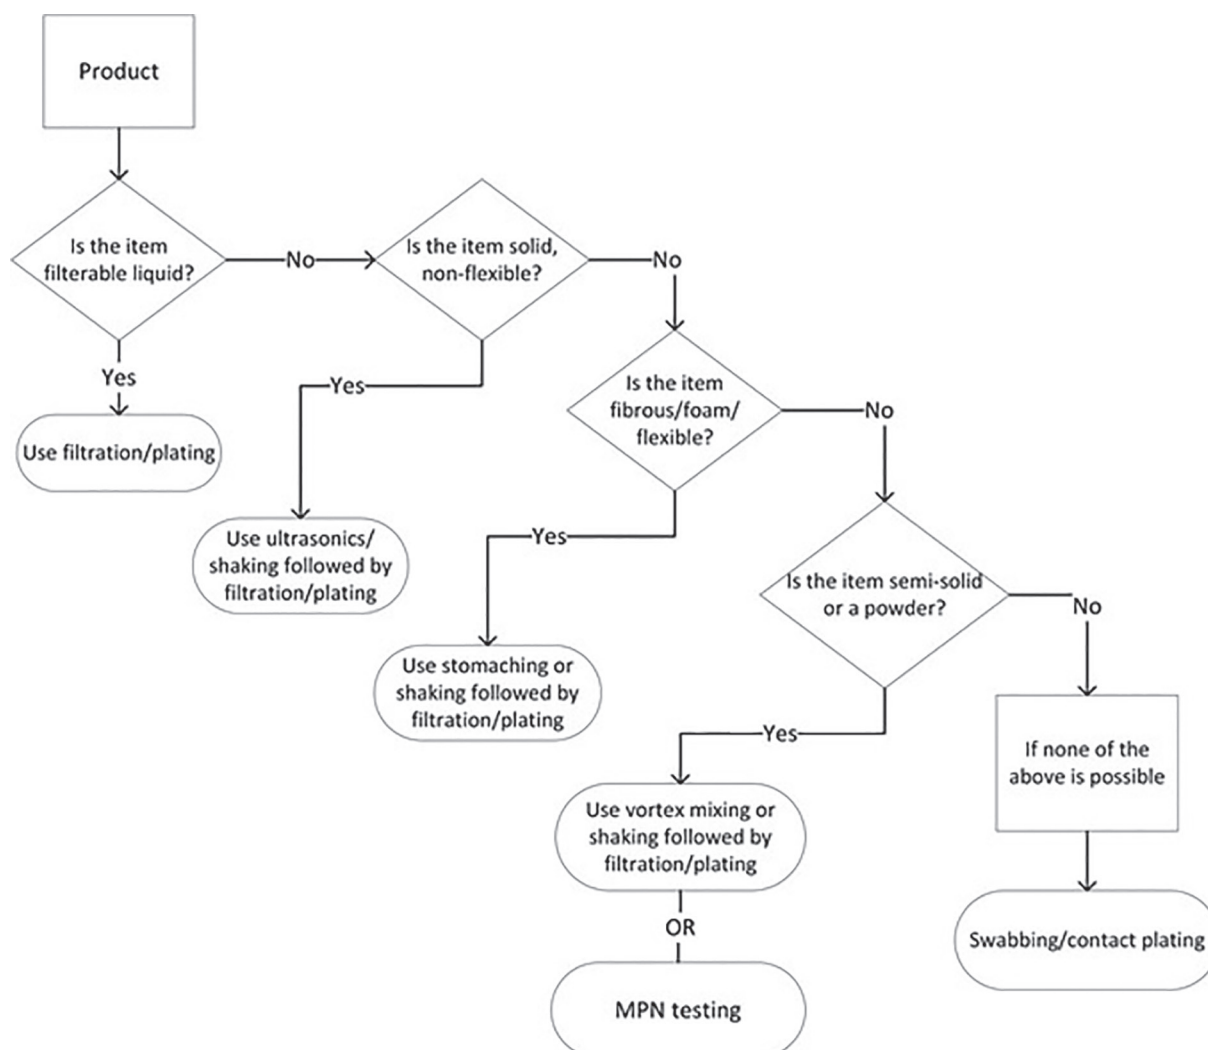 Product
Is the item
filterable liquid?
No
Is the item solid,
non-flexible?
No
Yes
Use filtration/plating
Yes
Use ultrasonics/
shaking followed by
filtration/plating
Is the item
fibrous/foam/
flexible?
No
Yes
Use stomaching or
shaking followed by
filtration/plating
Is the item semi-solid
or a powder?
No
Yes
Use vortex mixing or
shaking followed by
filtration/plating
OR
MPN testing
If none of the
above is possible
Swabbing/contact plating